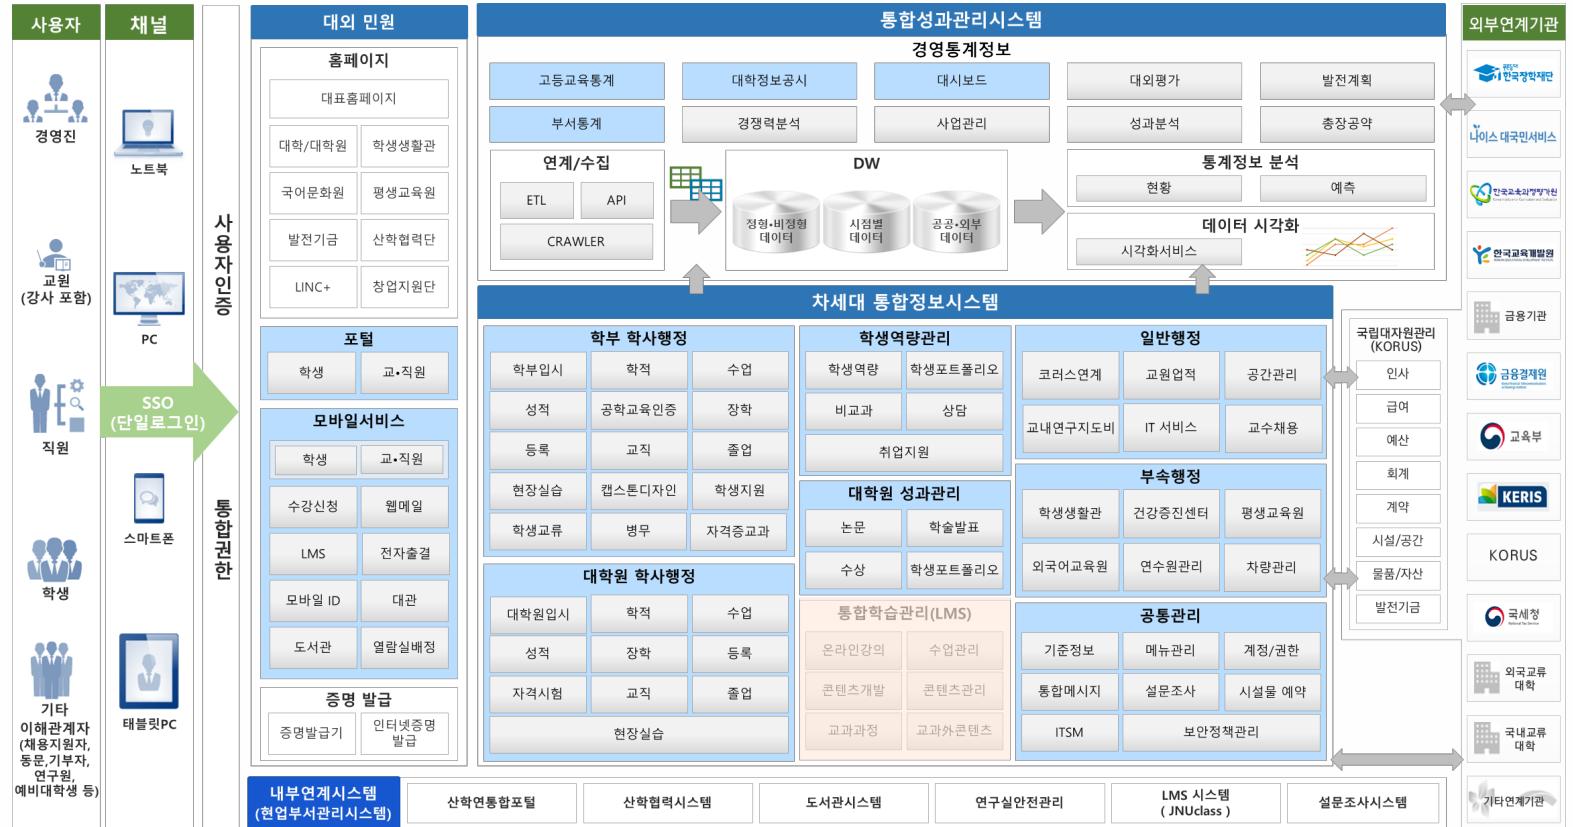 사용자
경영진
교원
(강사 포함)
직원
학생
기타
이해관계자
(채용지원자,
동문,기부자,
연구원,
예비대학생 등)
채널
노트북
PC
SSO
(단일로그인)
스마트폰
태블릿PC
사용자인증
통합권한
대외 민원
홈페이지
대표홈페이지
대학/대학원
학생생활관
국어문화원
평생교육원
발전기금
산학협력단
LINC+
창업지원단
포털
학생
교•직원
모바일서비스
학생
교•직원
수강신청
웹메일
LMS
전자출결
모바일 ID
대관
도서관
열람실배정
증명 발급
증명발급기
인터넷증명
발급
통합성과관리시스템
경영통계정보
고등교육통계
대학정보공시
대시보드
대외평가
발전계획
부서통계
경쟁력분석
사업관리
성과분석
총장공약
연계/수집
ETL
API
CRAWLER
DW
정형•비정형
데이터
시점별
데이터
공공•외부
데이터
통계정보 분석
현황
예측
데이터 시각화
시각화서비스
차세대 통합정보시스템
학부 학사행정
학부입시
학적
수업
성적
공학교육인증
장학
등록
교직
졸업
현장실습
캡스톤디자인
학생지원
학생교류
병무
자격증교과
대학원 학사행정
대학원입시
학적
수업
성적
장학
등록
자격시험
교직
졸업
현장실습
학생역량관리
학생역량
학생포트폴리오
비교과
상담
취업지원
대학원 성과관리
논문
학술발표
수상
학생포트폴리오
통합학습관리(LMS)
온라인강의
수업관리
콘텐츠개발
콘텐츠관리
교과과정
교과외콘텐츠
일반행정
코러스연계
교원업적
공간관리
교내연구지도비
IT 서비스
교수채용
부속행정
학생생활관
건강증진센터
평생교육원
외국어교육원
연수원관리
차량관리
공통관리
기준정보
메뉴관리
계정/권한
통합메시지
설문조사
시설물 예약
ITSM
보안정책관리
국립대자원관리
(KORUS)
인사
급여
예산
회계
계약
시설/공간
물품/자산
발전기금
외부연계기관
한국장학재단
나이스 대국민서비스
한국교육과정평가원
한국교육개발원
금융기관
금융결제원
교육부
KERIS
KORUS
국세청
National Tax Service
외국교류
대학
국내교류
대학
기타연계기관
내부연계시스템
(현업부서관리시스템)
산학연통합포털
산학협력시스템
도서관시스템
연구실안전관리
LMS 시스템
( JNUclass )
설문조사시스템